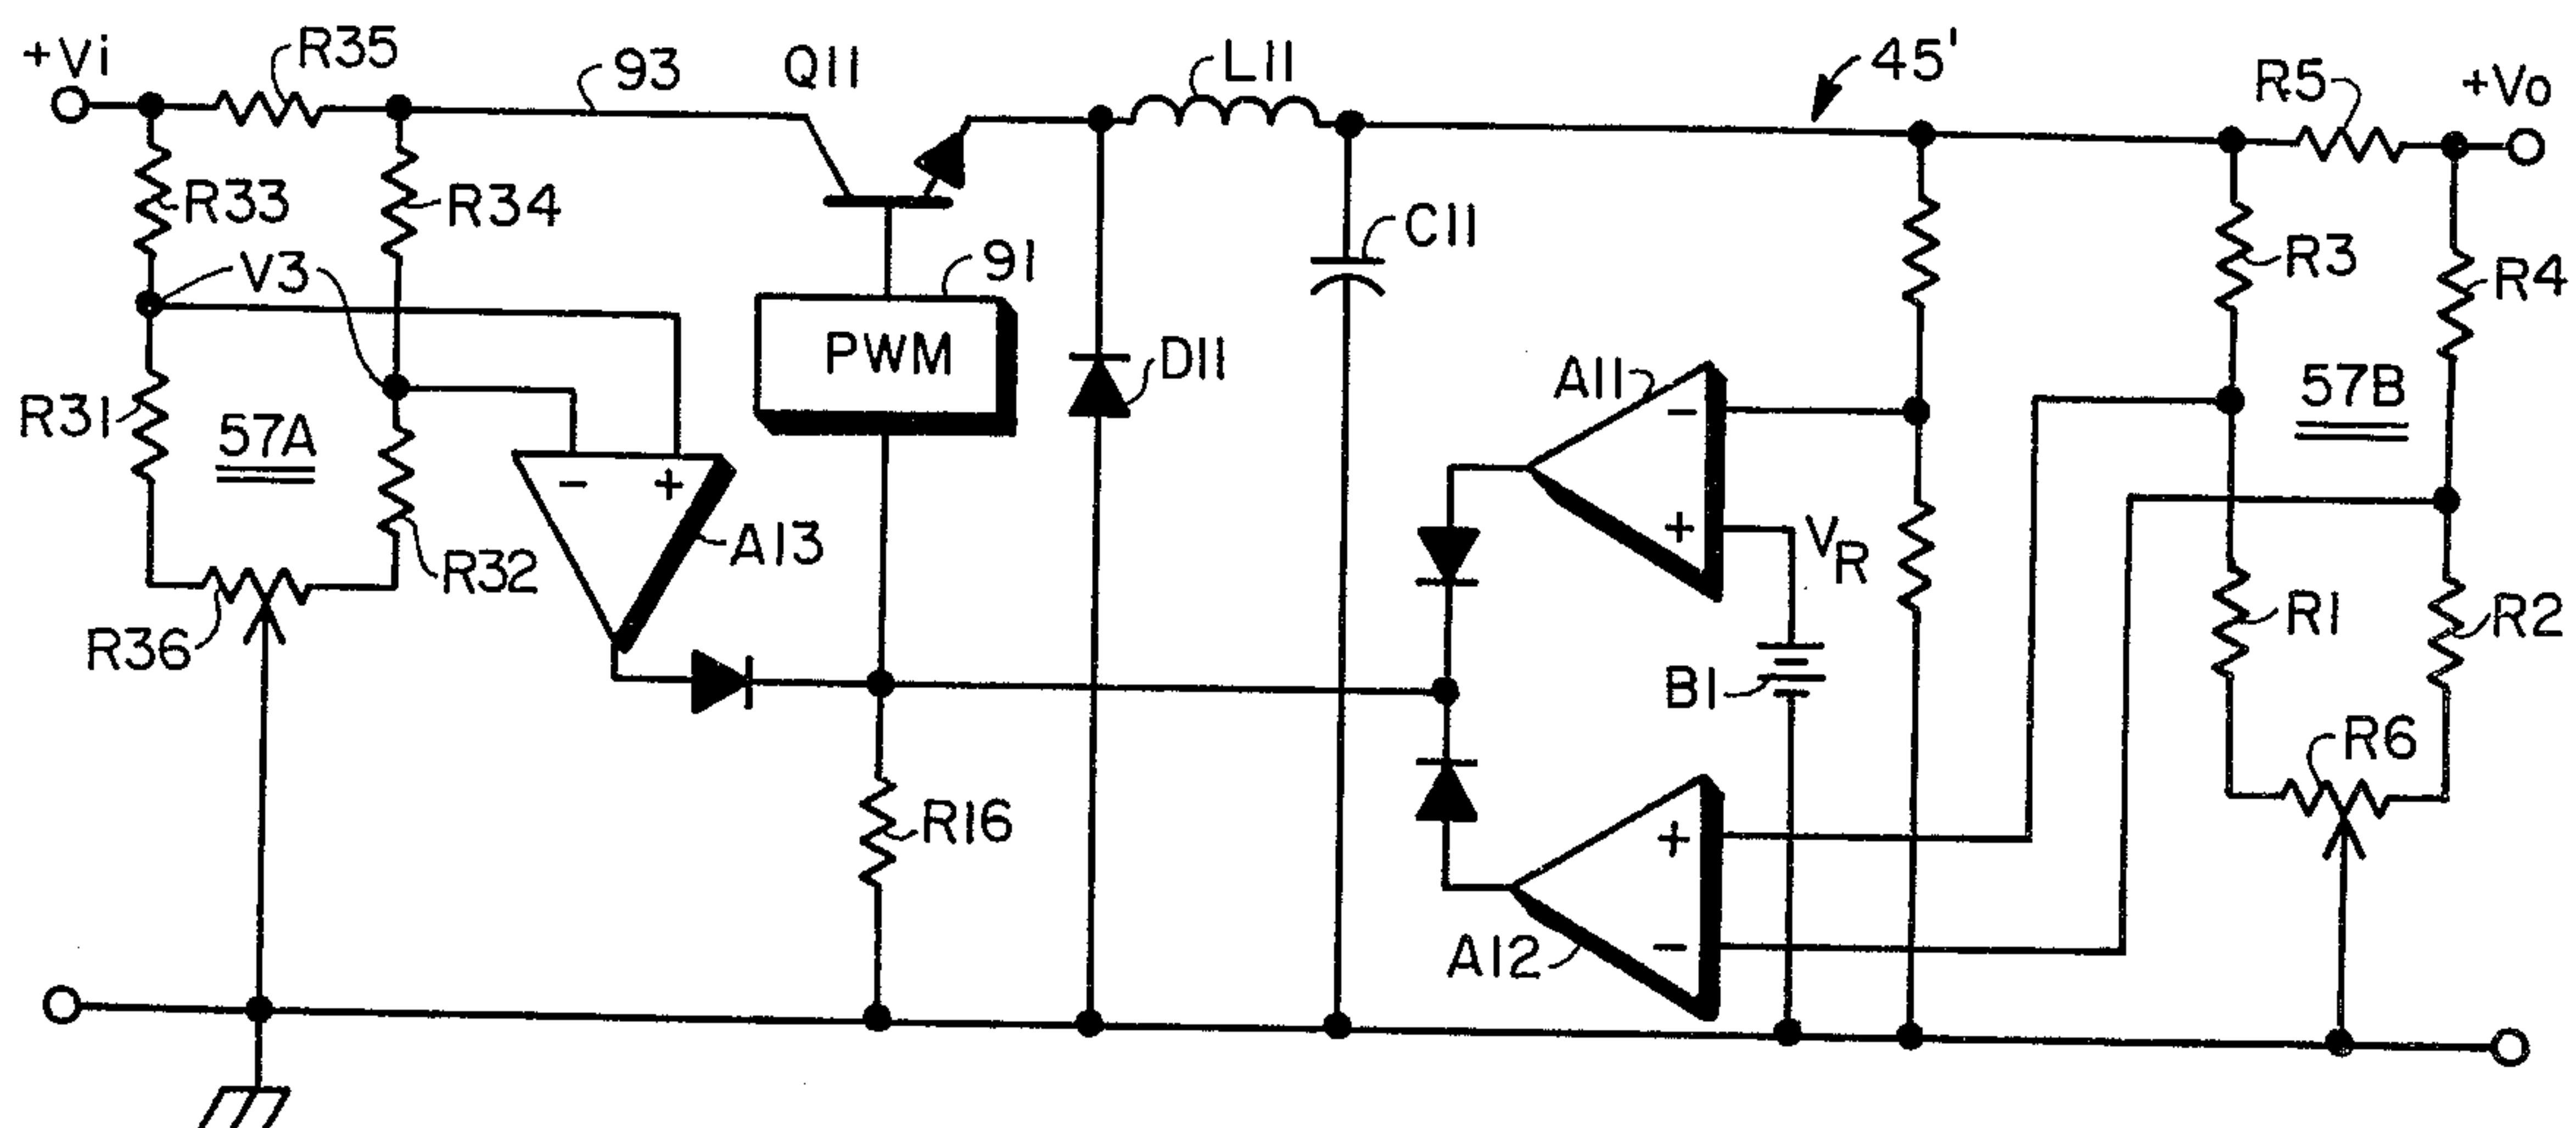 +Vi
R35
93
Q11
L11
45'
R5
+Vo
R33
R34
V3
91
PWM
C11
D11
R3
R4
R31
57A
- +
A13
R32
R36
A11
-
+
VR
B1
57B
R1
R2
R6
R16
A12
+
-